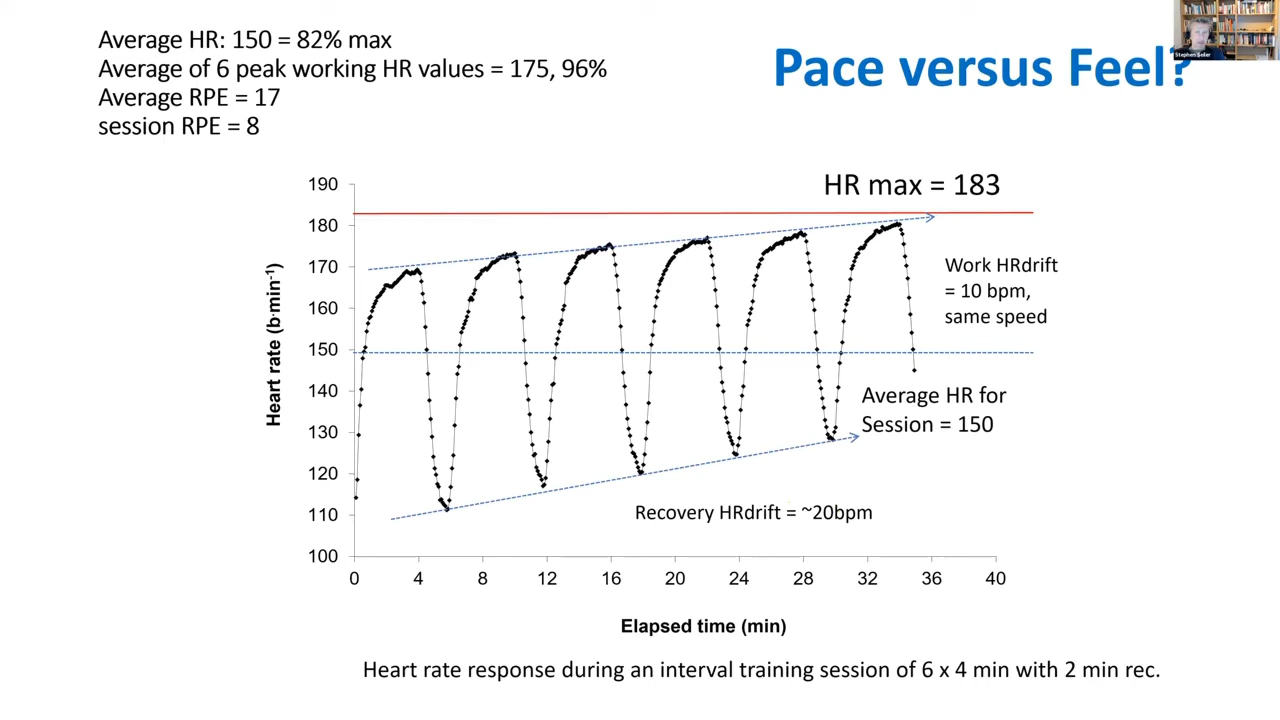 Average HR: 150 = 82% max
Average of 6 peak working HR values = 175, 96%
Average RPE = 17
session RPE = 8
Pace versus Feel?
Stephen Seiler
HR max = 183
190
180
170
160
150
140
130
120
110
100
Heart rate (b·min-1)
Work HRdrift
= 10 bpm,
same speed
Average HR for
Session = 150
Recovery HRdrift = ~20bpm
0 4 8 12 16 20 24 28 32 36 40
Elapsed time (min)
Heart rate response during an interval training session of 6 x 4 min with 2 min rec.